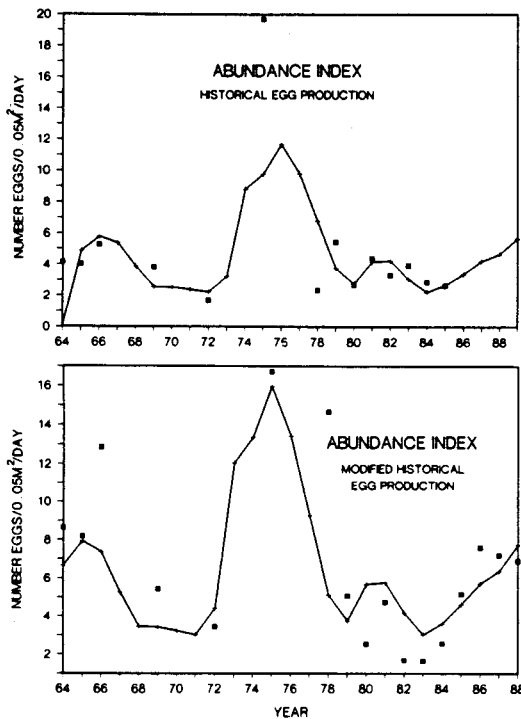 20
18
16
14
12
10
8
6
4
2
0
NUMBER EGGS/0.05M²/DAY
ABUNDANCE INDEX
HISTORICAL EGG PRODUCTION
64 66 68 70 72 74 75 78 80 82 84 86 88
16
14
12
10
8
6
4
2
NUMBER EGGS/0.05M²/DAY
ABUNDANCE INDEX
MODIFIED HISTORICAL
EGG PRODUCTION
64 66 68 70 72 74 76 78 80 82 84 86 88
YEAR